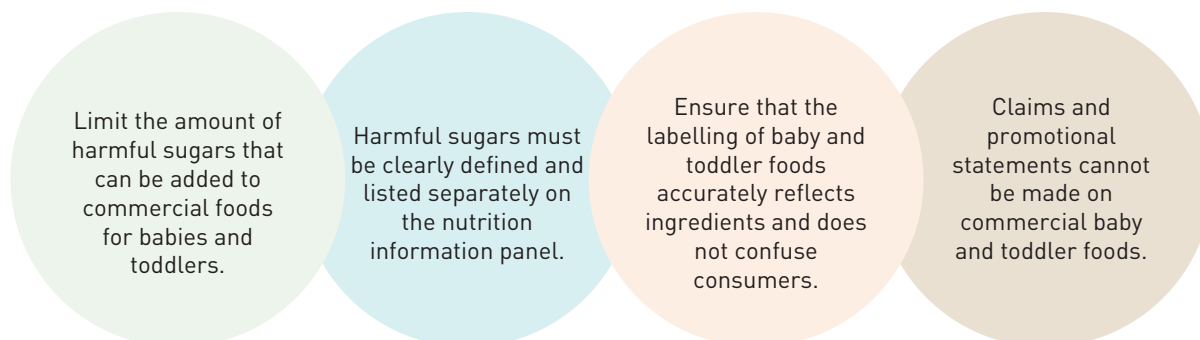 Limit the amount of
harmful sugars that
can be added to
commercial foods
for babies and
toddlers.
Harmful sugars must
be clearly defined and
listed separately on
the nutrition
information panel.
Ensure that the
labelling of baby and
toddler foods
accurately reflects
ingredients and does
not confuse
consumers.
Claims and
promotional
statements cannot
be made on
commercial baby
and toddler foods.